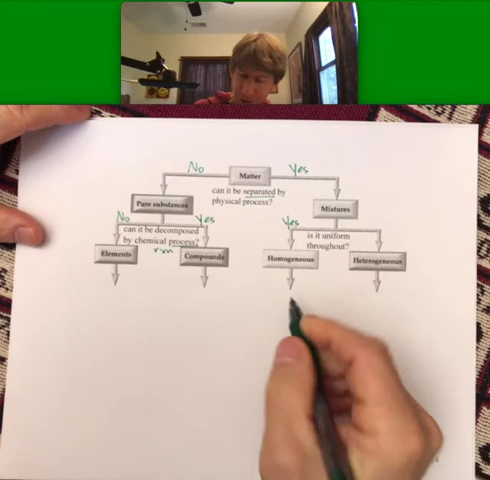 No
Matter
Yes
can it be separated by
physical process?
Pure substances
Mixtures
No
Yes
can it be decomposed
by chemical process?
rxn
Yes
is it uniform
throughout?
Elements
Compounds
Homogeneous
Heterogeneous